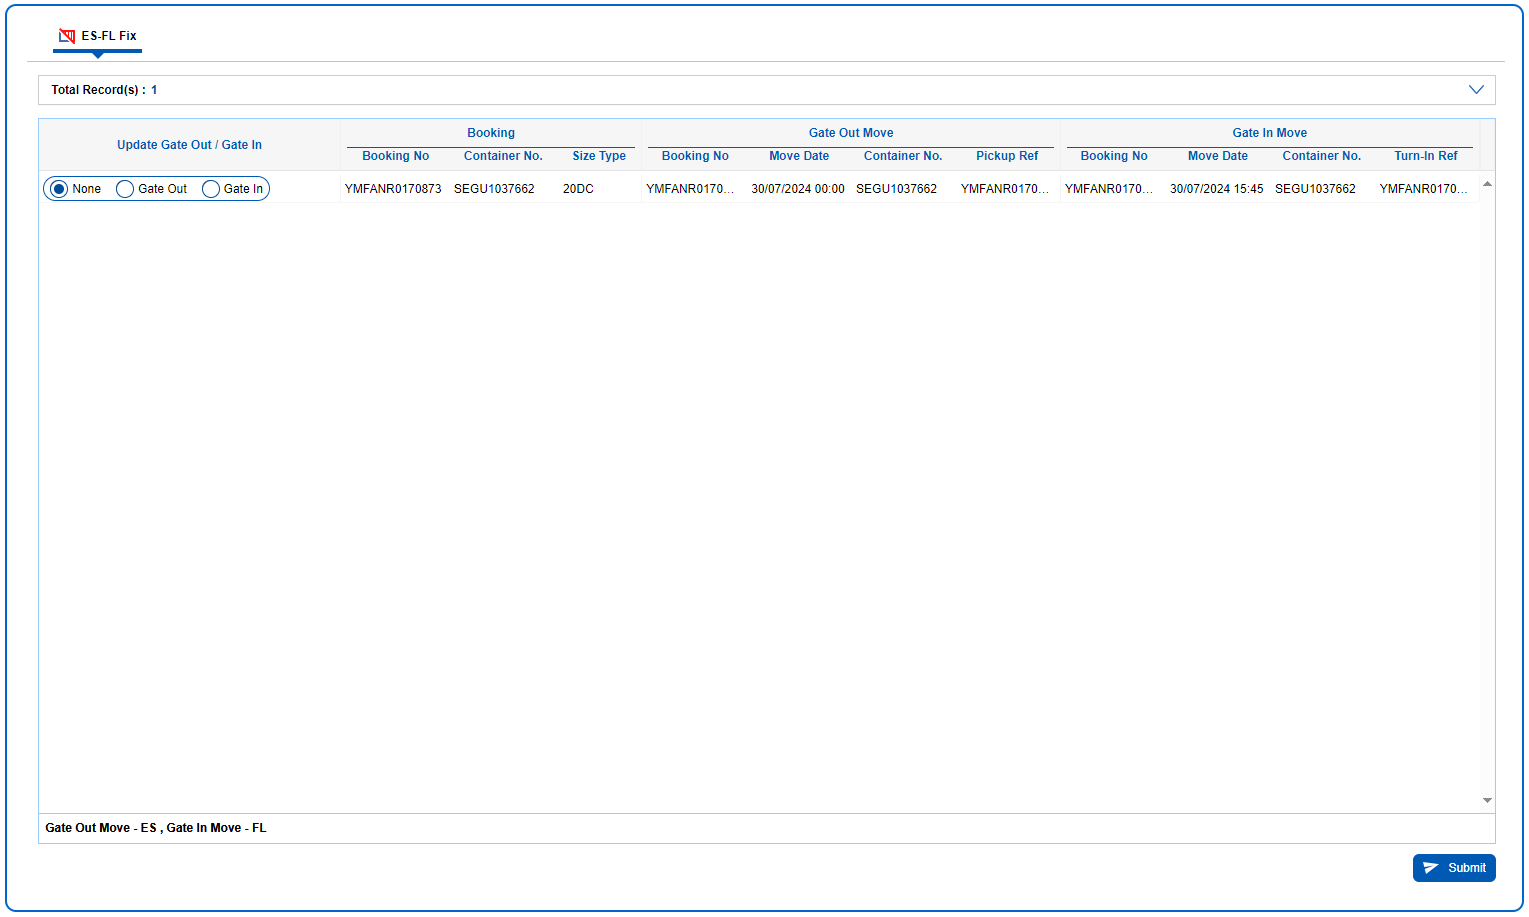 ES-FL Fix
Total Record(s) : 1
Update Gate Out / Gate In
Booking
Gate Out Move
Gate In Move
Booking No Container No. Size Type Booking No Move Date Container No. Pickup Ref Booking No Move Date Container No. Turn-In Ref
None Gate Out Gate In YMFANR0170873 SEGU1037662 20DC YMFANR0170... 30/07/2024 00:00 SEGU1037662 YMFANR0170... YMFANR0170... 30/07/2024 15:45 SEGU1037662 YMFANR0170...
Gate Out Move - ES , Gate In Move - FL
Submit